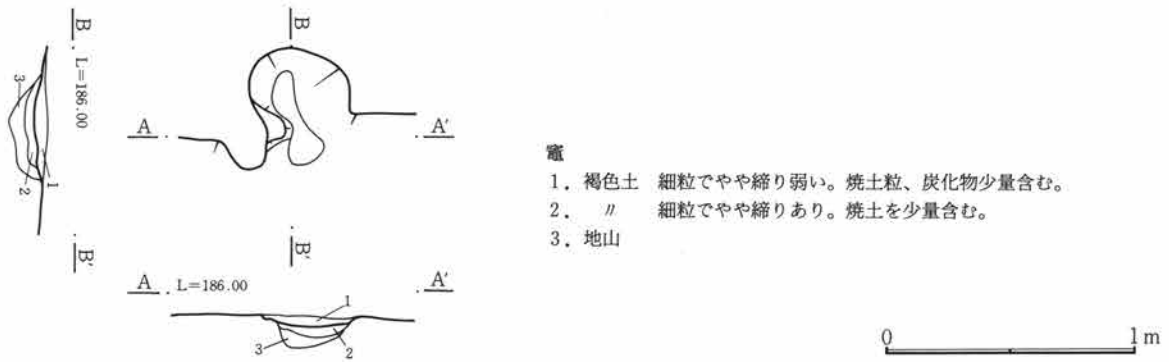 B
B
L=186.00
3
2
1
A
A'
B'
B'
A
L=186.00
A'
1
3
2
竈
1. 褐色土 細粒でやや締り弱い。焼土粒、炭化物少量含む。
2. 〃 細粒でやや締りあり。焼土を少量含む。
3. 地山
0 1m